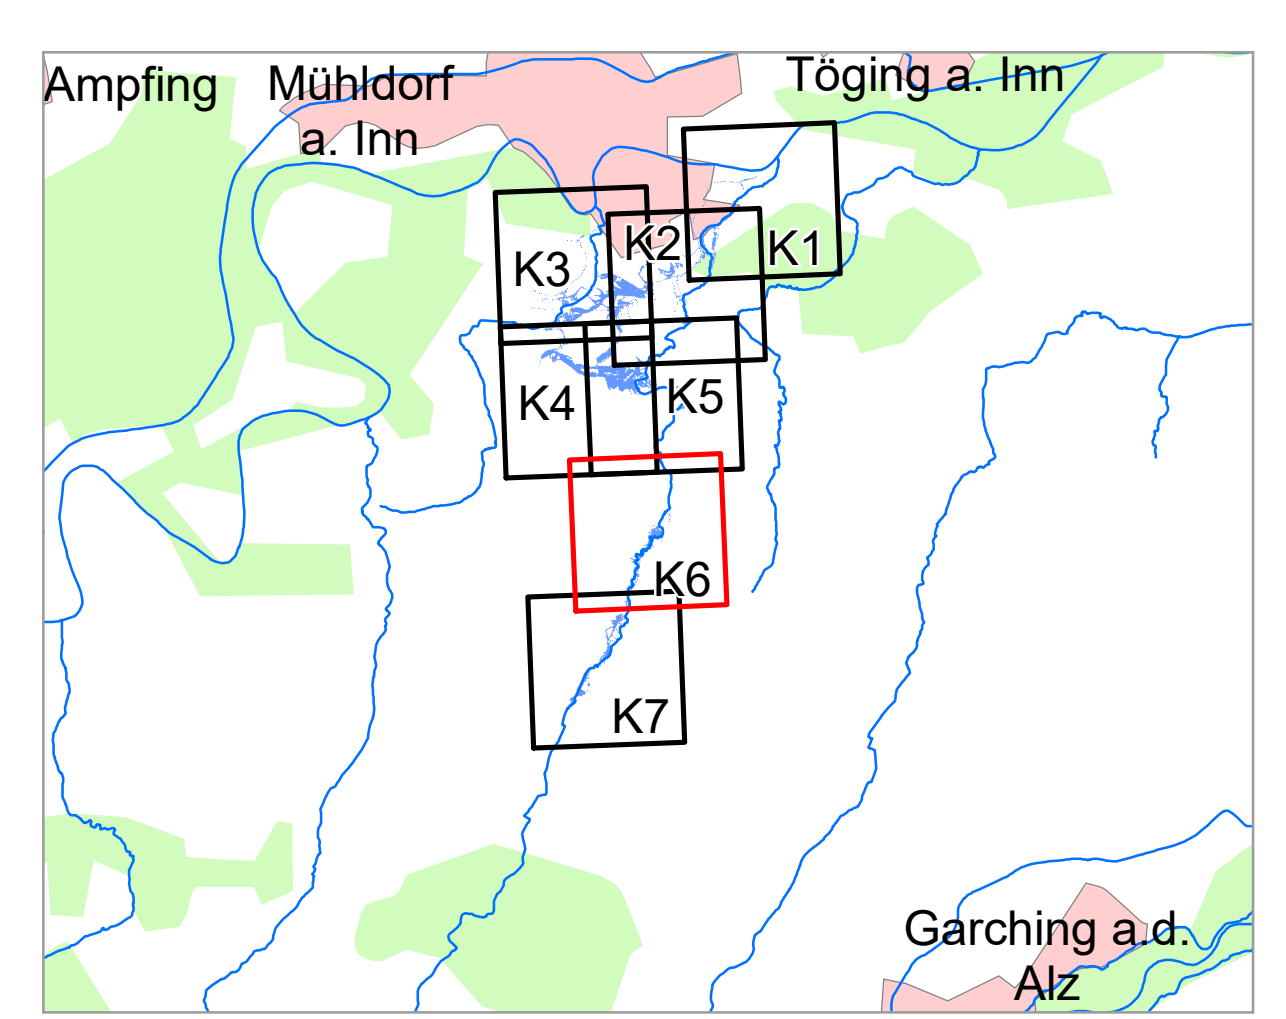 Ampfing
Mühldorf
a. Inn
Töging a. Inn
K1
K2
K3
K4
K5
K6
K7
Garching a.d.
Alz